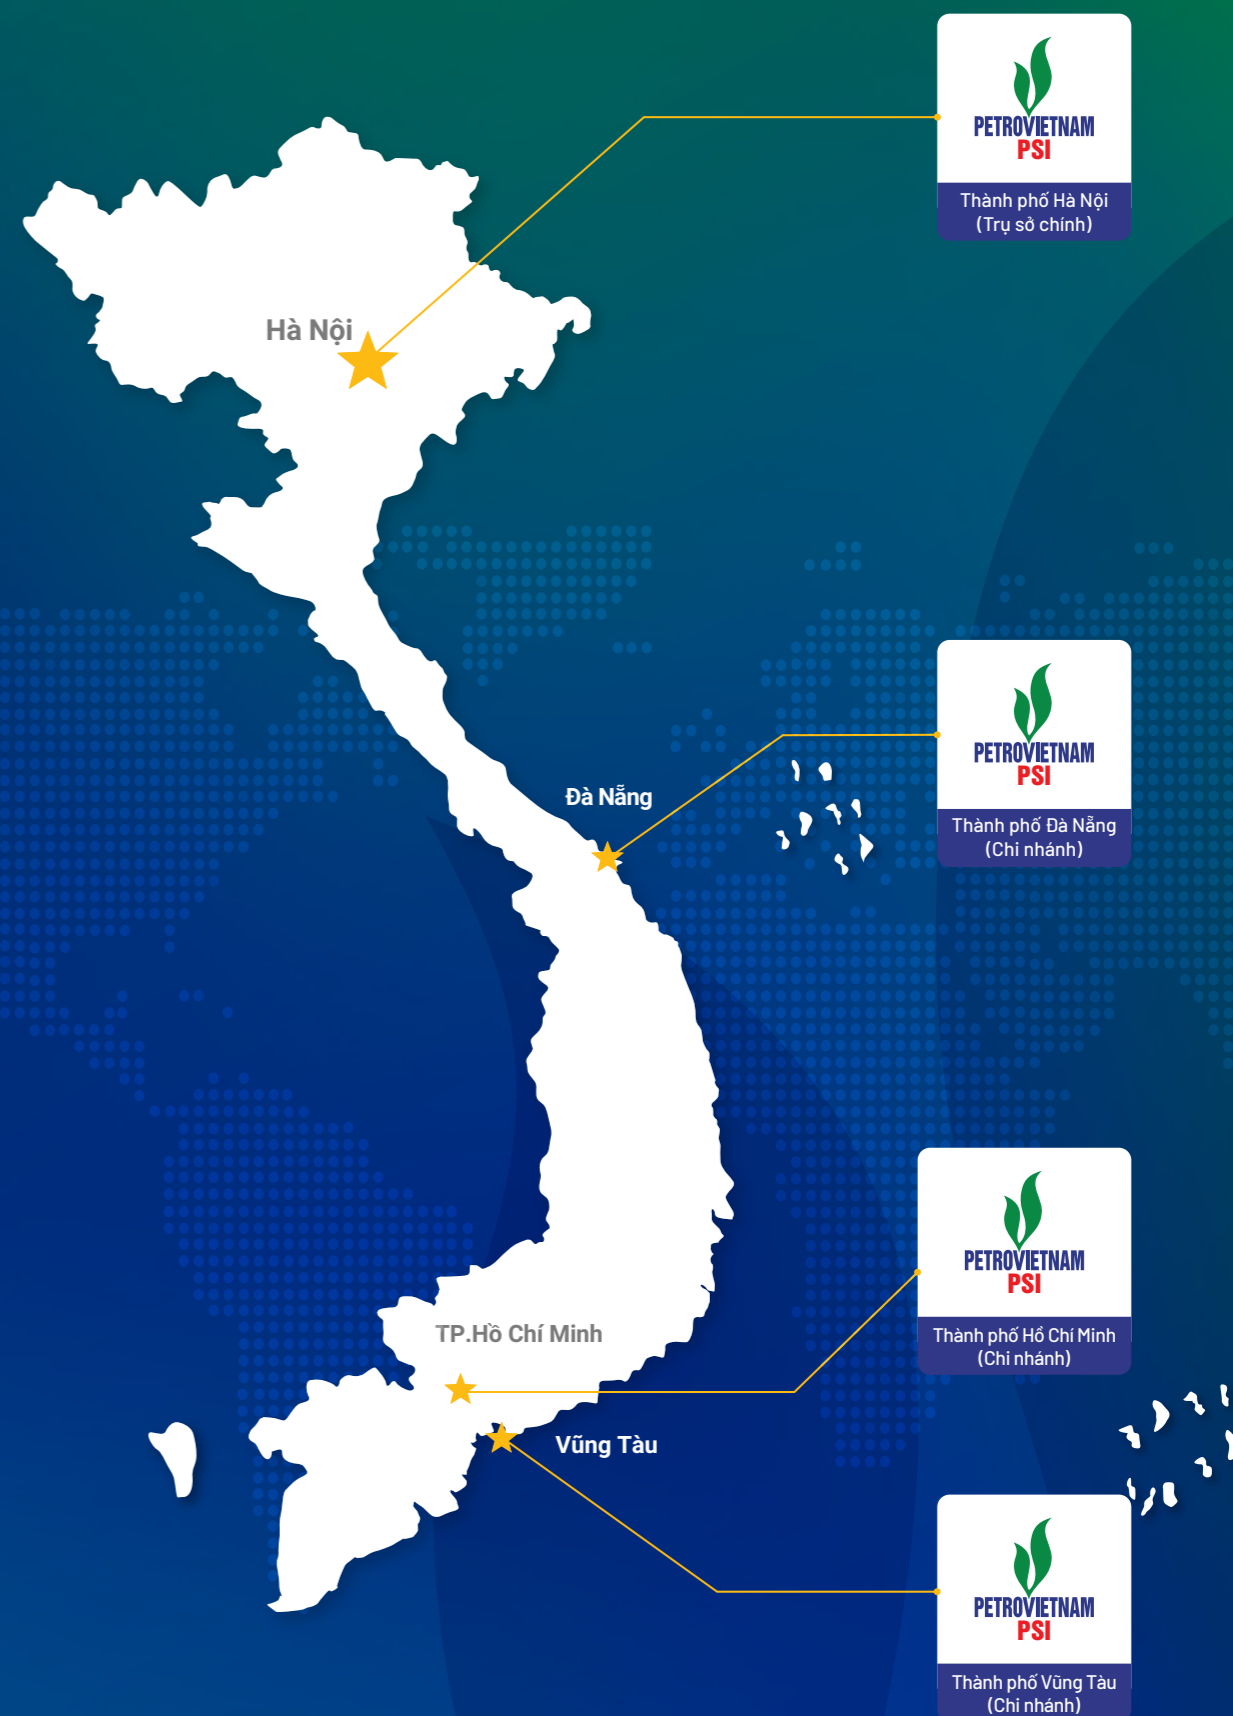 PETROVIETNAM
PSI
Thành phố Hà Nội
(Trụ sở chính)
Hà Nội
PETROVIETNAM
PSI
Thành phố Đà Nẵng
(Chi nhánh)
Đà Nẵng
PETROVIETNAM
PSI
Thành phố Hồ Chí Minh
(Chi nhánh)
TP.Hồ Chí Minh
Vũng Tàu
PETROVIETNAM
PSI
Thành phố Vũng Tàu
(Chi nhánh)